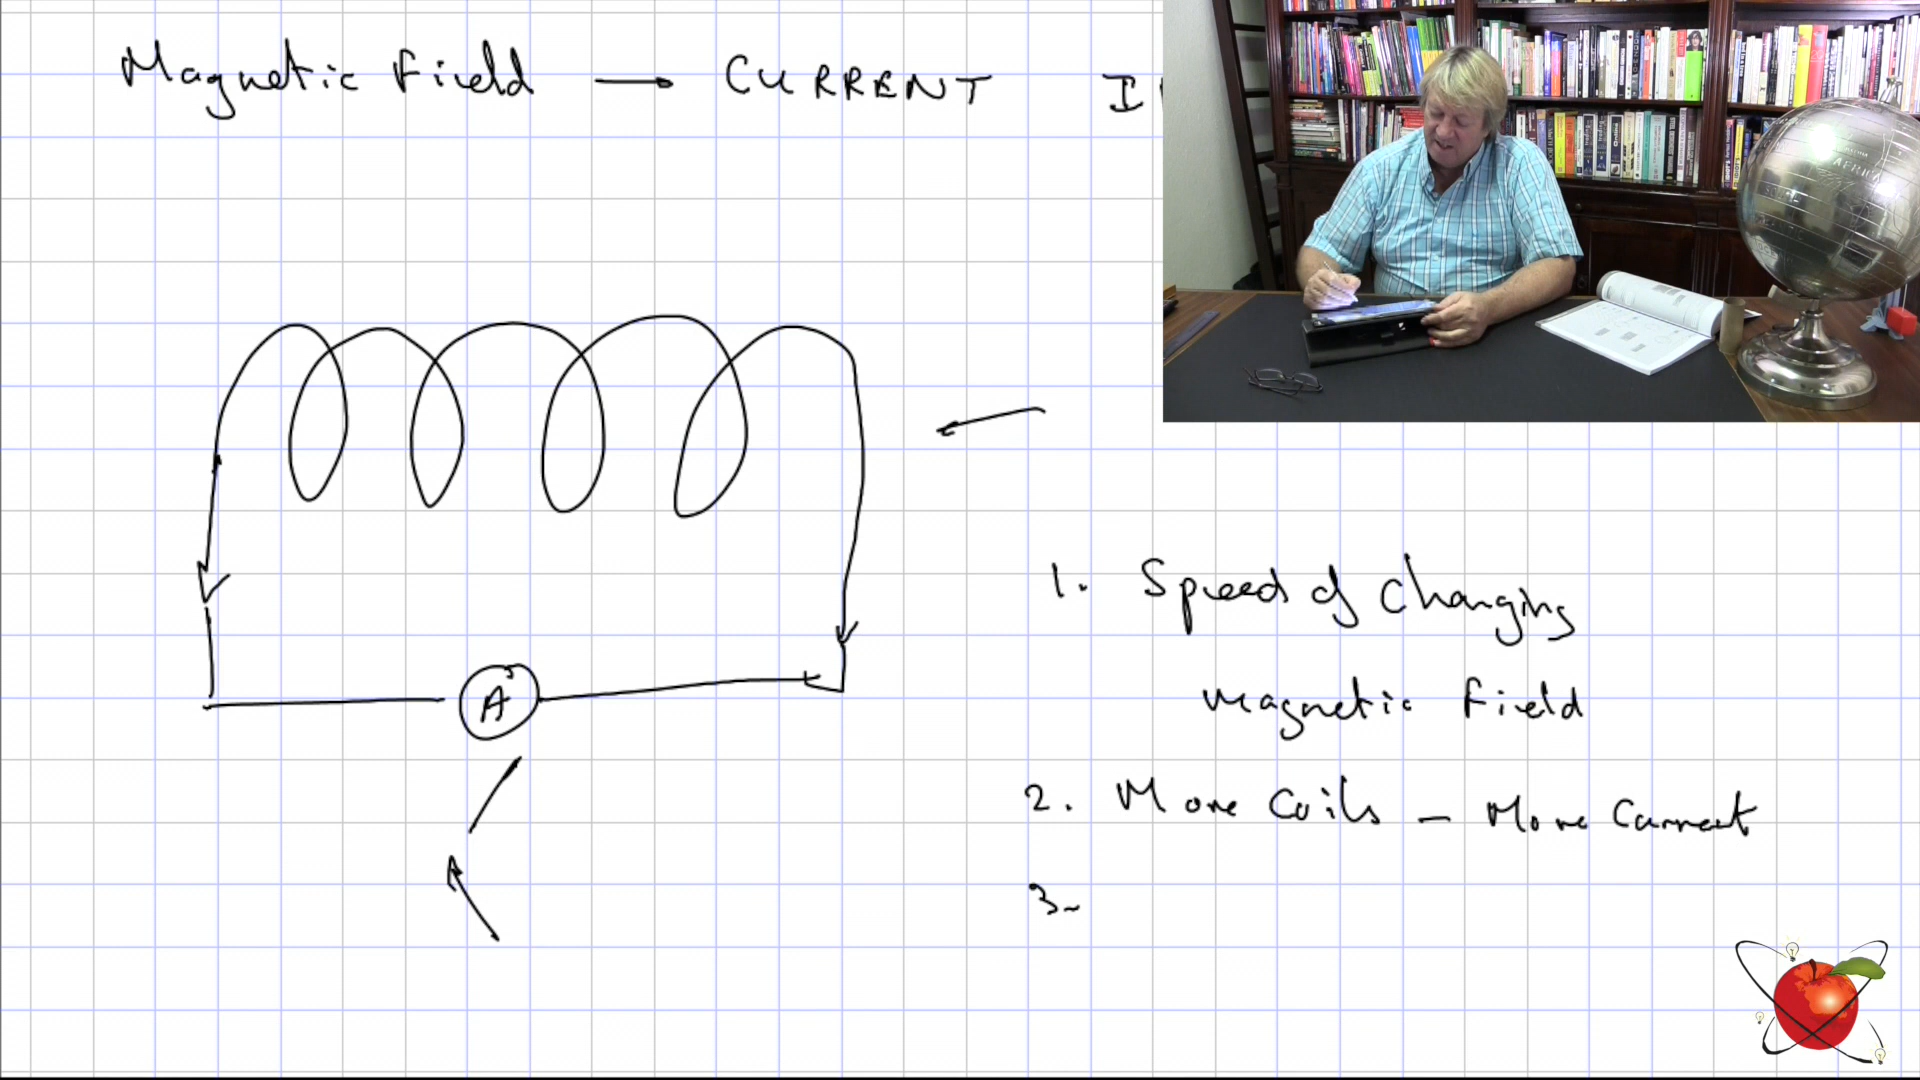 Magnetic Field → CURRENT I
A
1. Speed of changing
magnetic field
2. More Coils – More Current
3.